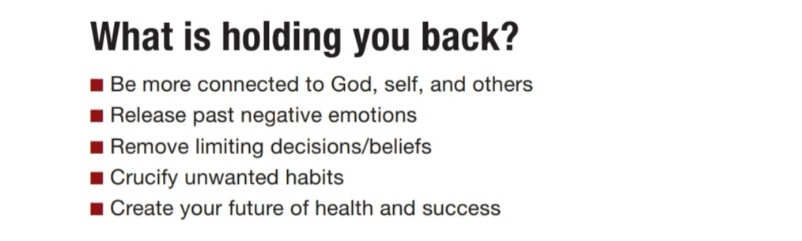 What is holding you back?
■ Be more connected to God, self, and others
■ Release past negative emotions
■ Remove limiting decisions/beliefs
■ Crucify unwanted habits
■ Create your future of health and success